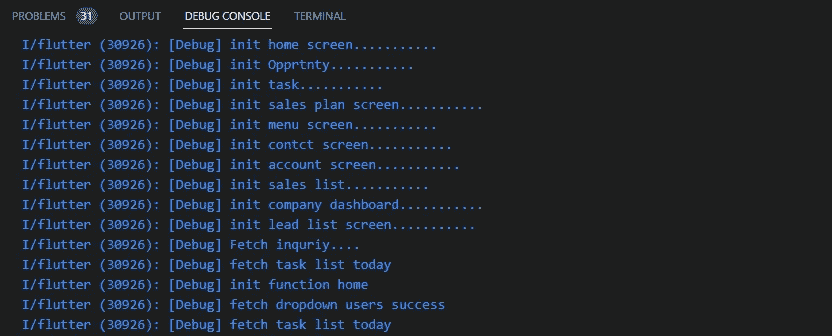 PROBLEMS 31 OUTPUT DEBUG CONSOLE TERMINAL
I/flutter (30926): [Debug] init home screen...........
I/flutter (30926): [Debug] init Opprtnty...........
I/flutter (30926): [Debug] init task...........
I/flutter (30926): [Debug] init sales plan screen...........
I/flutter (30926): [Debug] init menu screen...........
I/flutter (30926): [Debug] init contct screen...........
I/flutter (30926): [Debug] init account screen...........
I/flutter (30926): [Debug] init sales list...........
I/flutter (30926): [Debug] init company dashboard...........
I/flutter (30926): [Debug] init lead list screen...........
I/flutter (30926): [Debug] Fetch inquriy....
I/flutter (30926): [Debug] fetch task list today
I/flutter (30926): [Debug] init function home
I/flutter (30926): [Debug] fetch dropdown users success
I/flutter (30926): [Debug] fetch task list today